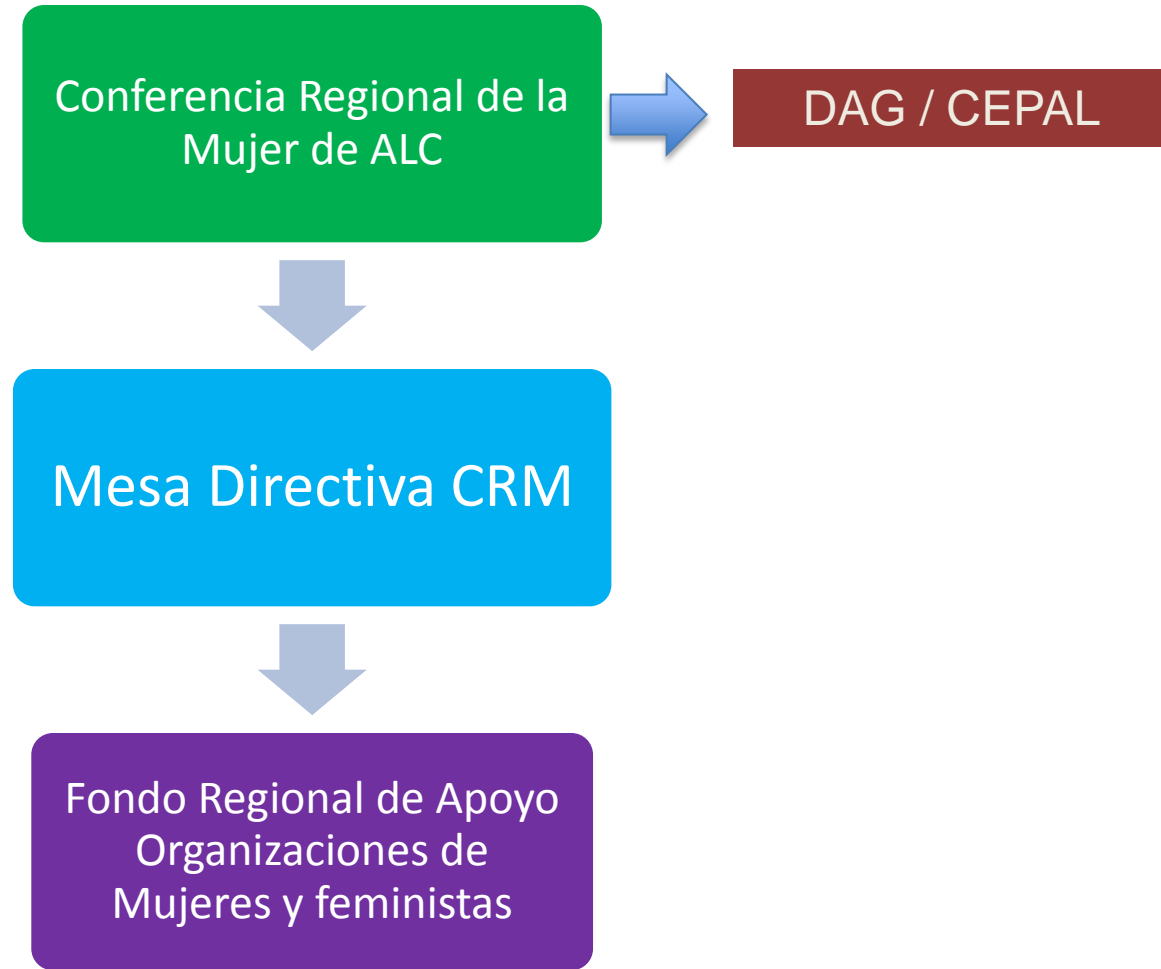 Conferencia Regional de la
Mujer de ALC
DAG / CEPAL
Mesa Directiva CRM
Fondo Regional de Apoyo
Organizaciones de
Mujeres y feministas